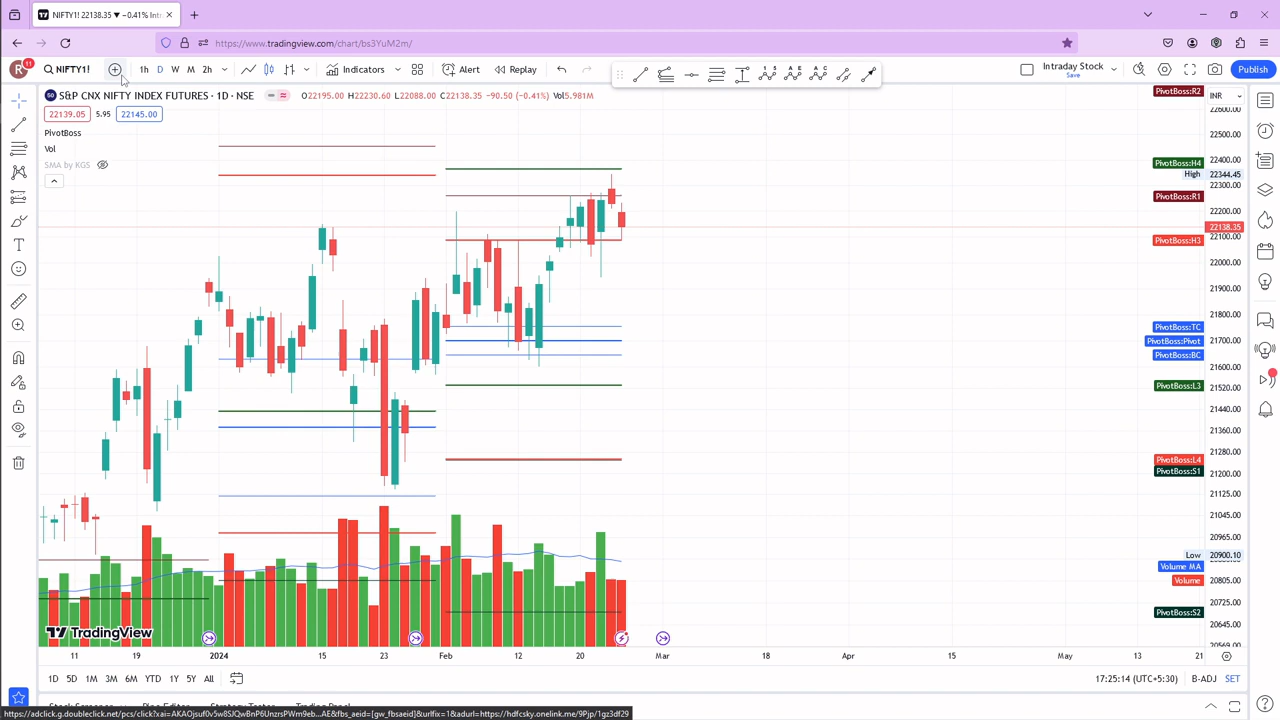 NIFTY1! 22138.35 ▼ −0.41% Int
https://www.tradingview.com/chart/bs3YuM2m/
R 11 NIFTY1! 1h D W M 2h Indicators Alert Replay Intraday Stock Save Publish
S&P CNX NIFTY INDEX FUTURES · 1D · NSE O22195.00 H22230.60 L22088.00 C22138.35 −90.50 (−0.41%) Vol5.981M
22139.05 5.95 22145.00
PivotBoss
Vol
SMA by KGS
INR
PivotBoss:R2
22600.00
22500.00
22400.00
PivotBoss:H4
High 22344.45
22300.00
PivotBoss:R1
22200.00
22138.35
22100.00
PivotBoss:H3
22000.00
21900.00
21800.00
PivotBoss:TC
PivotBoss:Pivot 21700.00
PivotBoss:BC
21600.00
PivotBoss:L3
21520.00
21440.00
21360.00
21280.00
PivotBoss:L4
PivotBoss:S1
21200.00
21125.00
21045.00
20965.00
Low 20900.10
Volume MA
Volume 20805.00
20725.00
PivotBoss:S2
20645.00
TradingView
11 19 2024 15 23 Feb 12 20 Mar 18 Apr 15 May 13 21
1D 5D 1M 3M 6M YTD 1Y 5Y All 17:25:14 (UTC+5:30) B-ADJ SET